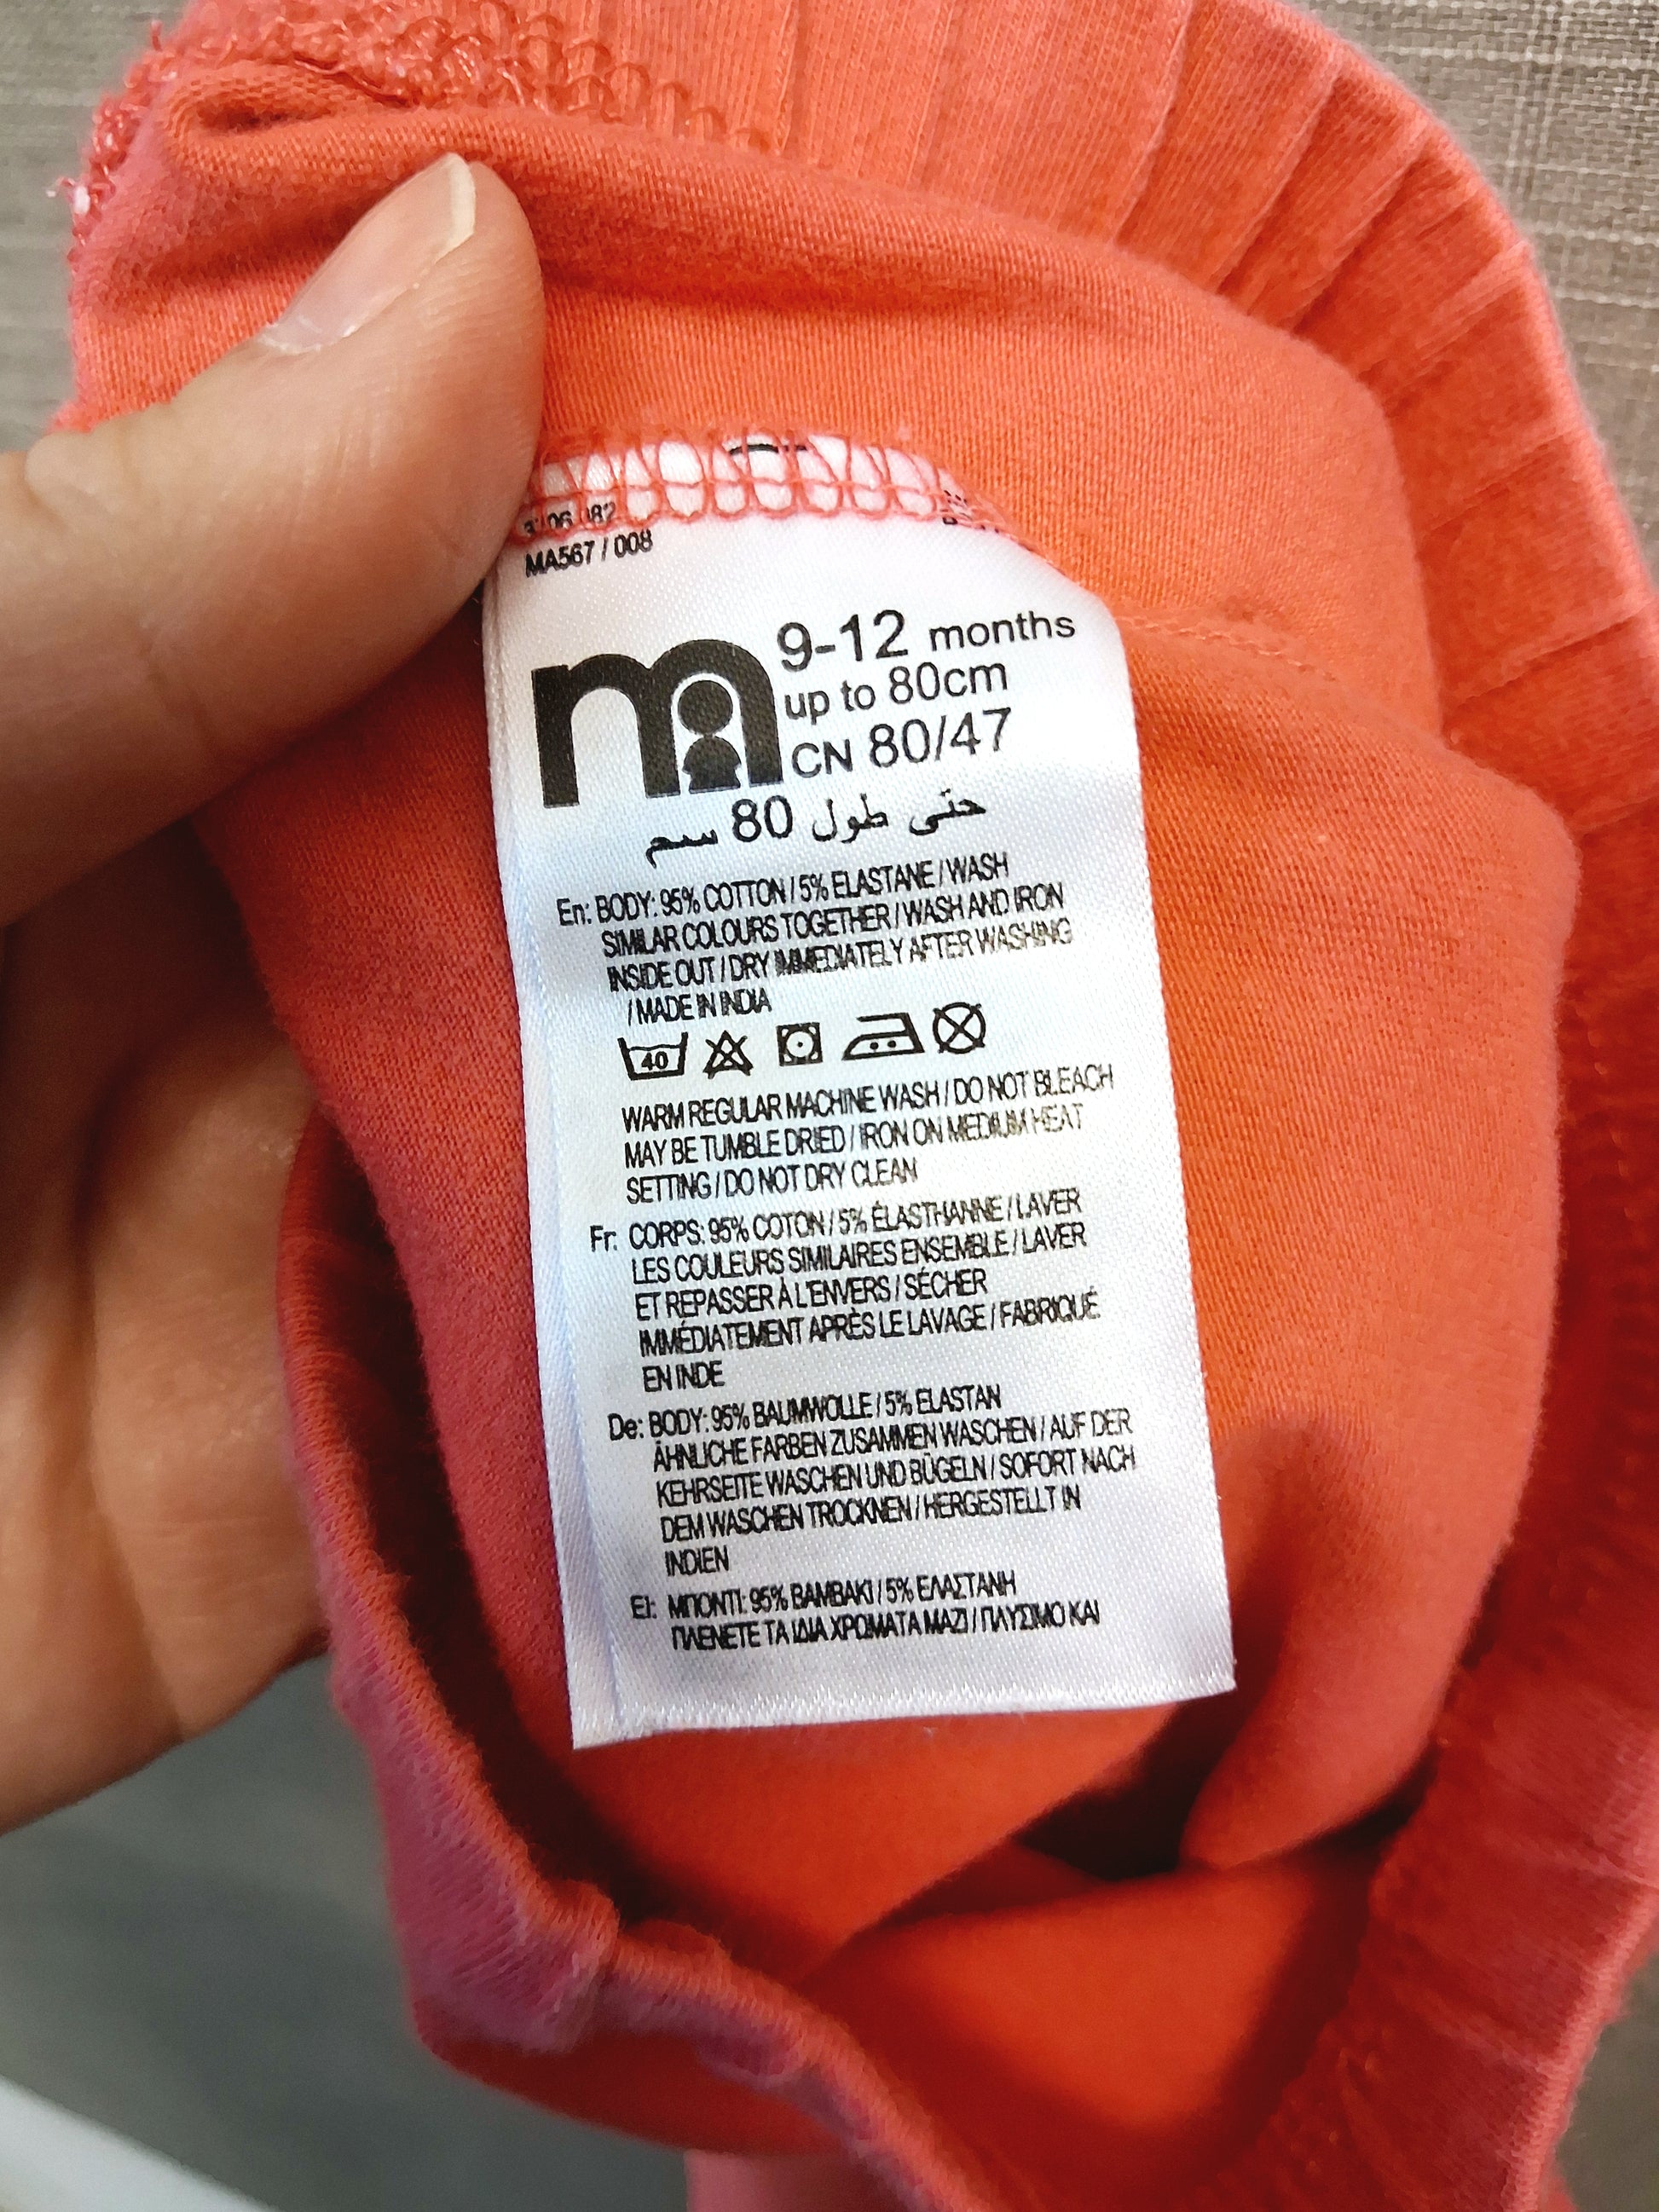 MA567 / 008
9-12 months
up to 80cm
CN 80/47
حتى طول 80 سم
En: BODY: 95% COTTON / 5% ELASTANE / WASH
SIMILAR COLOURS TOGETHER / WASH AND IRON
INSIDE OUT / DRY IMMEDIATELY AFTER WASHING
/ MADE IN INDIA
40
WARM REGULAR MACHINE WASH / DO NOT BLEACH
MAY BE TUMBLE DRIED / IRON ON MEDIUM HEAT
SETTING / DO NOT DRY CLEAN
Fr: CORPS: 95% COTON / 5% ÉLASTHANNE / LAVER
LES COULEURS SIMILAIRES ENSEMBLE / LAVER
ET REPASSER À L'ENVERS / SÉCHER
IMMÉDIATEMENT APRÈS LE LAVAGE / FABRIQUÉ
EN INDE
De: BODY: 95% BAUMWOLLE / 5% ELASTAN
ÄHNLICHE FARBEN ZUSAMMEN WASCHEN / AUF DER
KEHRSEITE WASCHEN UND BÜGELN / SOFORT NACH
DEM WASCHEN TROCKNEN / HERGESTELLT IN
INDIEN
El: ΜΠΟΝΤΙ: 95% ΒΑΜΒΑΚΙ / 5% ΕΛΑΣΤΑΝΗ
ΠΛΕΝΕΤΕ ΤΑ ΙΔΙΑ ΧΡΩΜΑΤΑ ΜΑΖΙ / ΠΛΥΣΙΜΟ ΚΑΙ